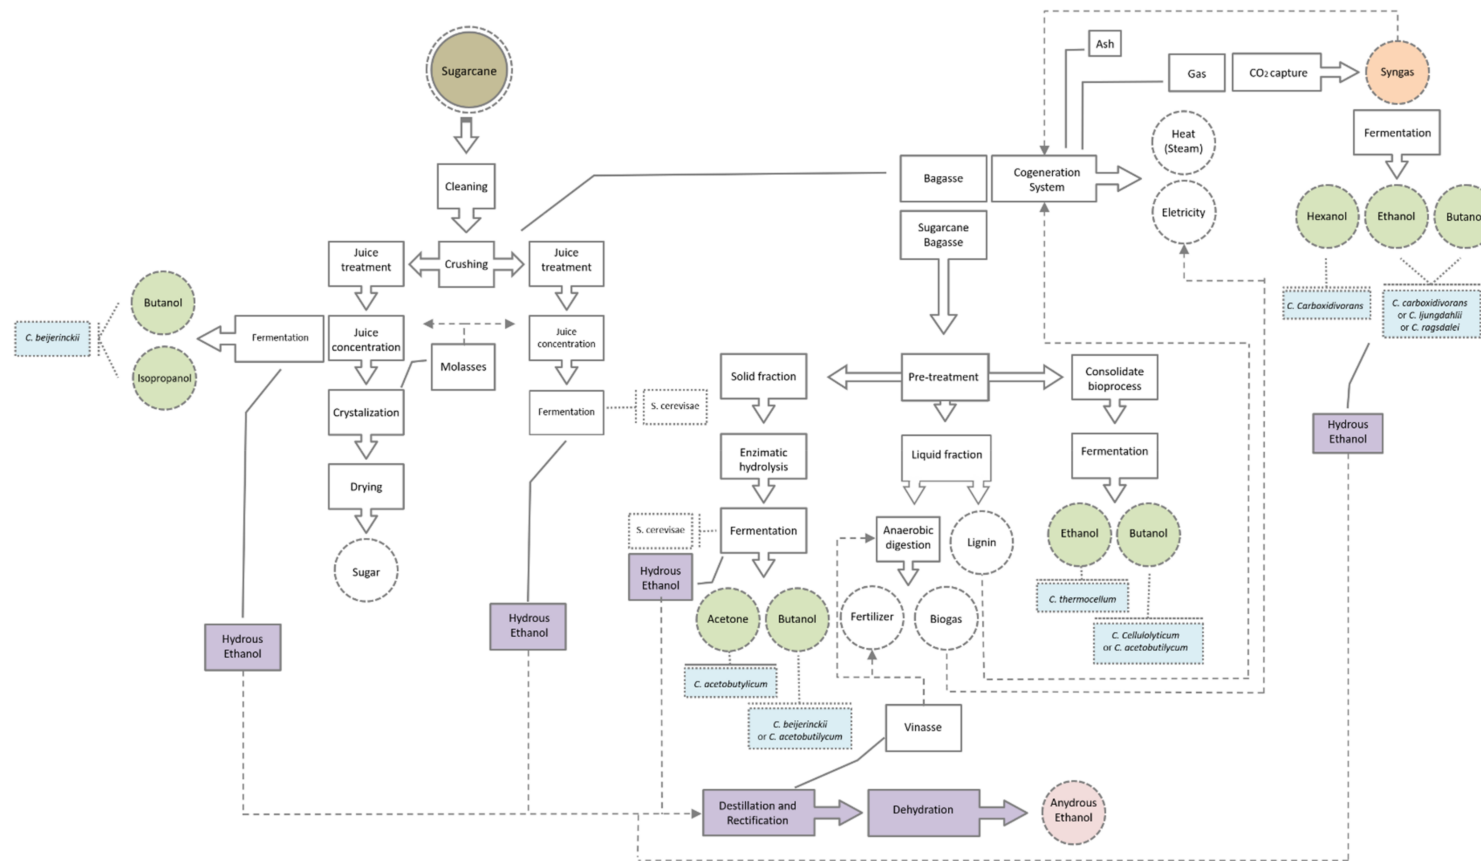 Sugarcane
Cleaning
Crushing
Juice
treatment
Juice
treatment
Juice
concentration
Juice
concentration
Molasses
Fermentation
Butanol
Isopropanol
C. beijerinckii
Crystalization
Drying
Sugar
Fermentation
S. cerevisae
Hydrous
Ethanol
Hydrous
Ethanol
Bagasse
Cogeneration
System
Sugarcane
Bagasse
Ash
Gas
CO2 capture
Syngas
Heat
(Steam)
Eletricity
Fermentation
Hexanol
Ethanol
Butano
C. Carboxidivorans
C. carboxidivorans
or C. ljungdahlii
or C. ragsdalei
Hydrous
Ethanol
Pre-treatment
Solid fraction
Enzimatic
hydrolysis
Fermentation
S. cerevisae
Hydrous
Ethanol
Acetone
Butanol
C. acetobutylicum
C. beijerinckii
or C. acetobutilycum
Liquid fraction
Anaerobic
digestion
Lignin
Fertilizer
Biogas
Vinasse
Consolidate
bioprocess
Fermentation
Ethanol
Butanol
C. thermocellum
C. Cellulolyticum
or C. acetobutilycum
Destillation and
Rectification
Dehydration
Anydrous
Ethanol